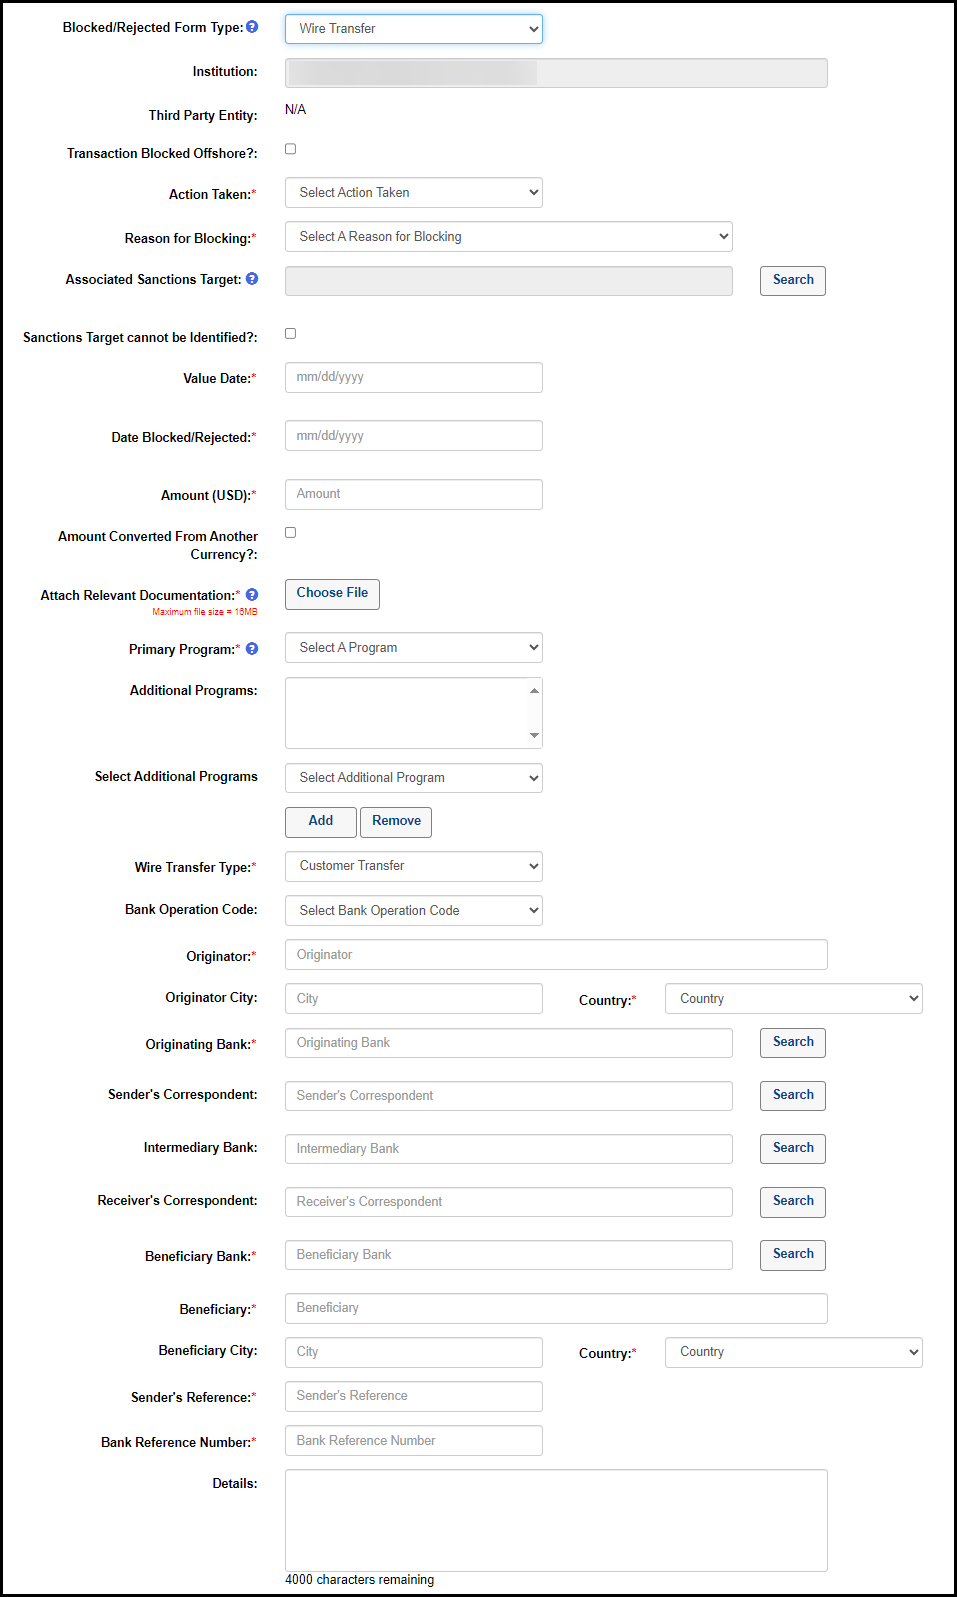 Blocked/Rejected Form Type: ? Wire Transfer
Institution:
Third Party Entity: N/A
Transaction Blocked Offshore?:
Action Taken:* Select Action Taken
Reason for Blocking:* Select A Reason for Blocking
Associated Sanctions Target: ? Search
Sanctions Target cannot be Identified?:
Value Date:* mm/dd/yyyy
Date Blocked/Rejected:* mm/dd/yyyy
Amount (USD):* Amount
Amount Converted From Another
Currency?:
Attach Relevant Documentation:* ? Choose File
Maximum file size = 16MB
Primary Program:* ? Select A Program
Additional Programs:
Select Additional Programs Select Additional Program
Add Remove
Wire Transfer Type:* Customer Transfer
Bank Operation Code: Select Bank Operation Code
Originator:* Originator
Originator City: City Country:* Country
Originating Bank:* Originating Bank Search
Sender's Correspondent: Sender's Correspondent Search
Intermediary Bank: Intermediary Bank Search
Receiver's Correspondent: Receiver's Correspondent Search
Beneficiary Bank:* Beneficiary Bank Search
Beneficiary:* Beneficiary
Beneficiary City: City Country:* Country
Sender's Reference:* Sender's Reference
Bank Reference Number:* Bank Reference Number
Details:
4000 characters remaining